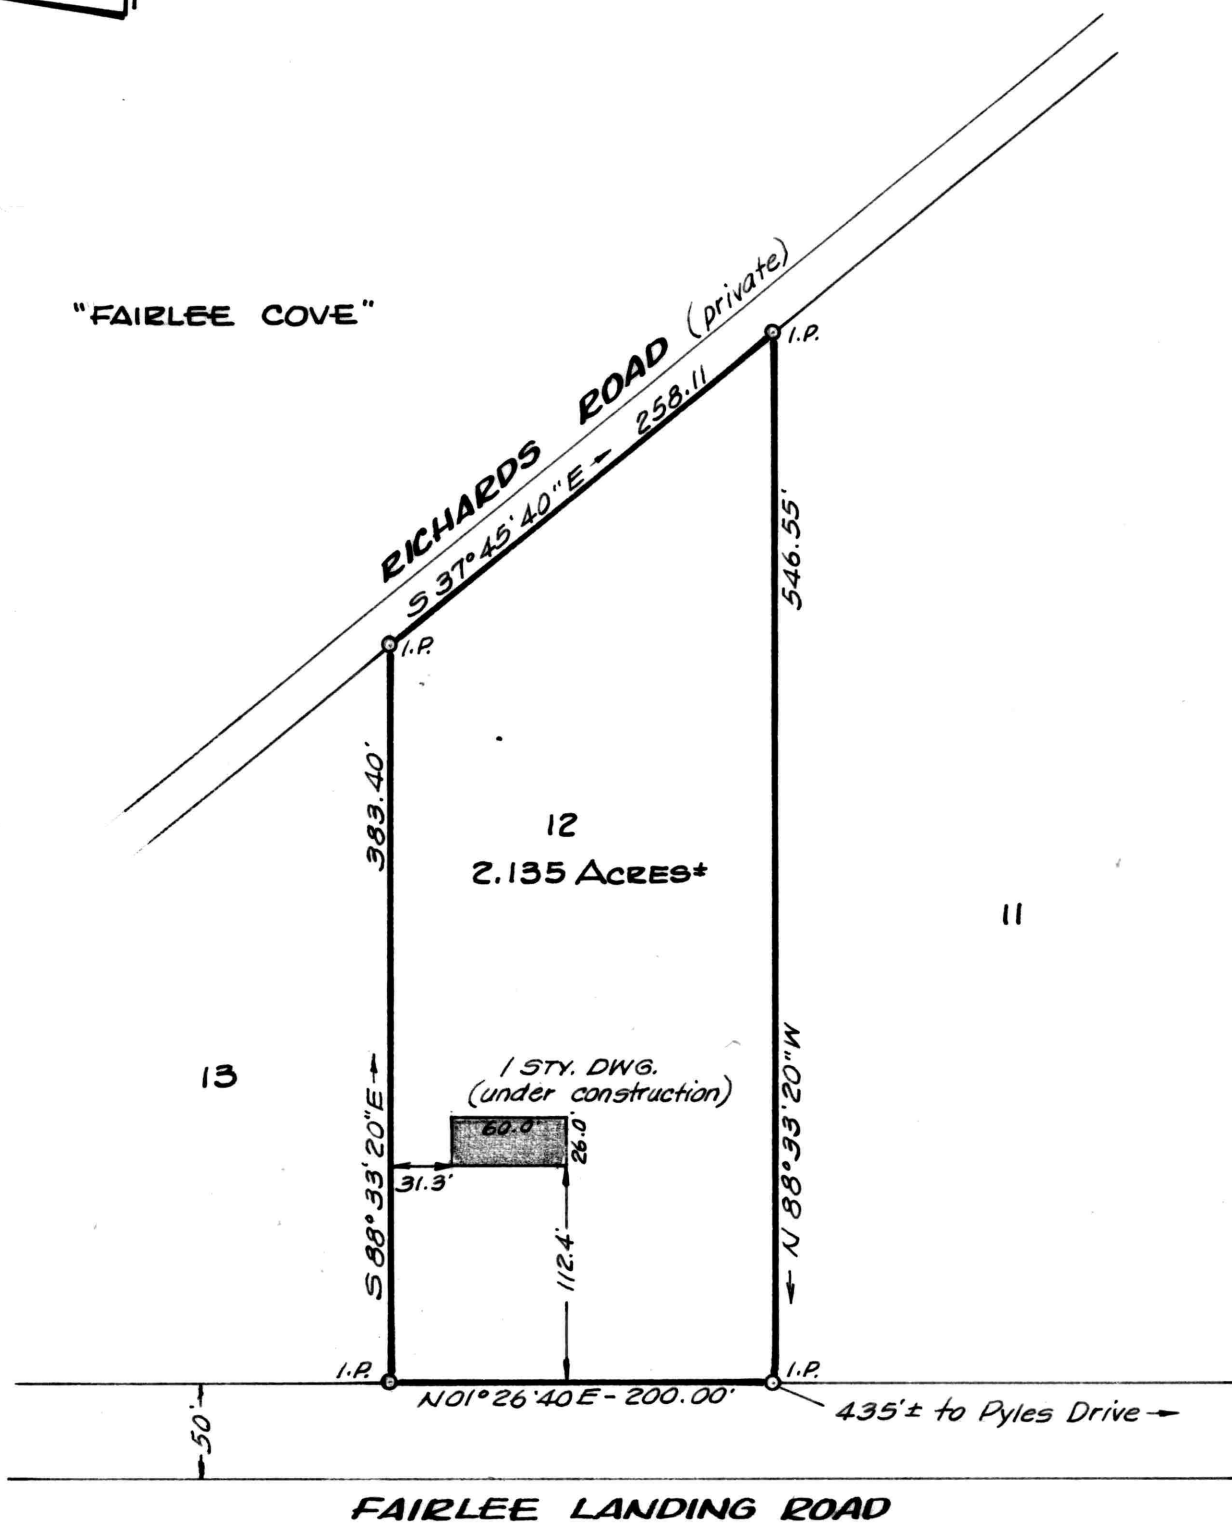 "FAIRLEE COVE"
RICHARDS ROAD (private)
I.P.
S 37° 45' 40" E → 258.11
I.P.
546.55'
383.40'
12
2.135 ACRES±
11
13
1 STY. DWG.
(under construction)
60.0'
26.0'
31.3'
112.4'
S 88° 33' 20" E →
← N 88° 33' 20" W
I.P.
I.P.
N 01° 26' 40 E - 200.00'
435'± to Pyles Drive →
50'
FAIRLEE LANDING ROAD